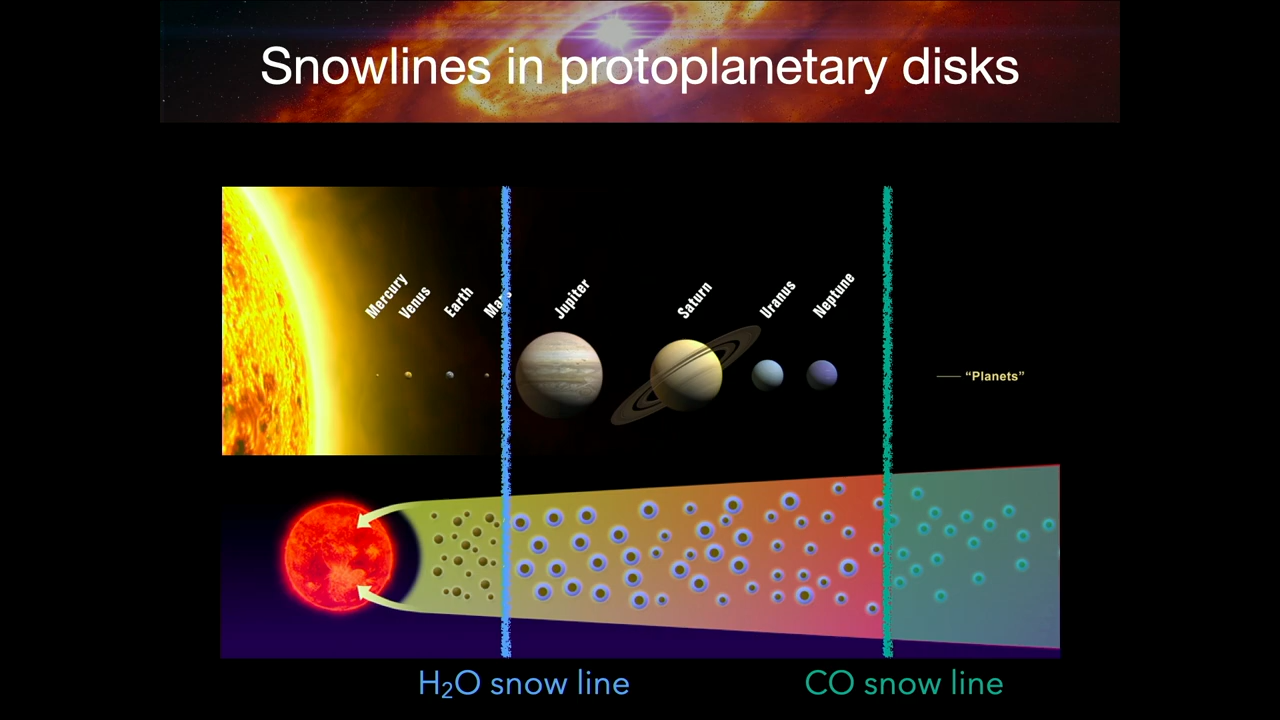 Snowlines in protoplanetary disks
Mercury
Venus
Earth
Jupiter
Saturn
Uranus
Neptune
“Planets”
H₂O snow line
CO snow line